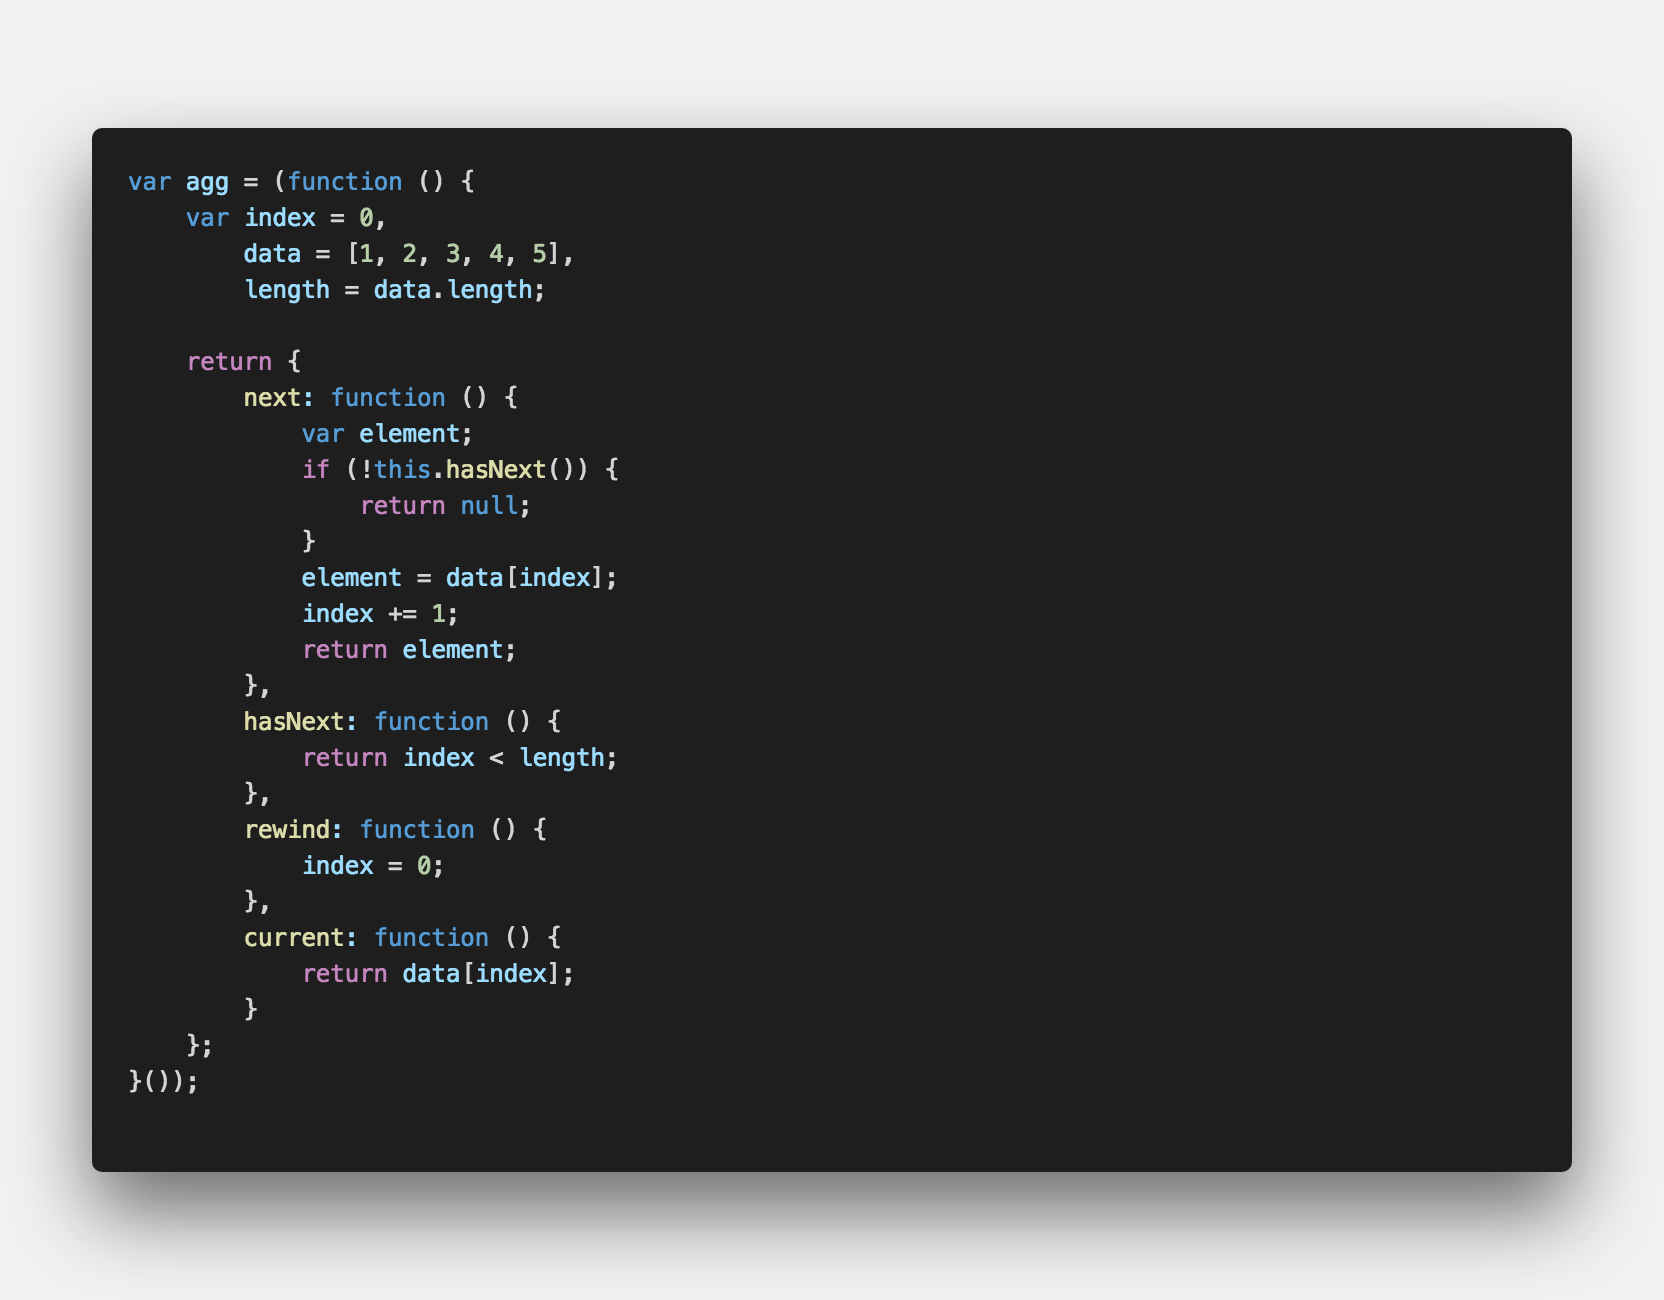 var agg = (function () {
    var index = 0,
        data = [1, 2, 3, 4, 5],
        length = data.length;

    return {
        next: function () {
            var element;
            if (!this.hasNext()) {
                return null;
            }
            element = data[index];
            index += 1;
            return element;
        },
        hasNext: function () {
            return index < length;
        },
        rewind: function () {
            index = 0;
        },
        current: function () {
            return data[index];
        }
    };
}());